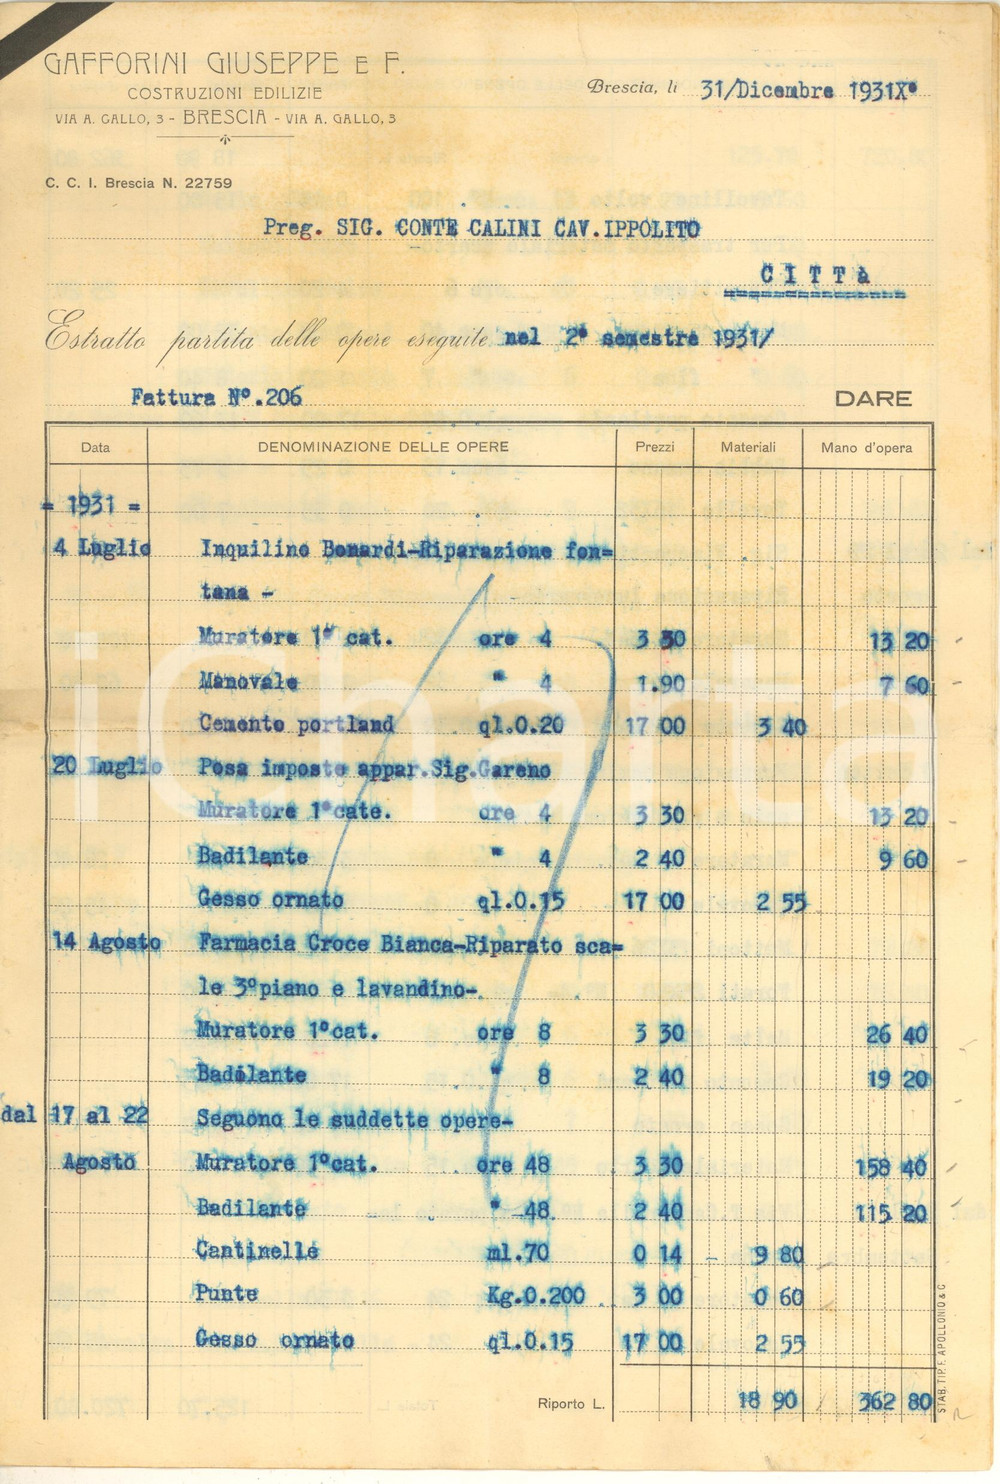 GAFFORINI GIUSEPPE E F.
COSTRUZIONI EDILIZIE
VIA A. GALLO, 3 - BRESCIA - VIA A. GALLO, 3
Brescia, li 31/Dicembre 1931X°
C. C. I. Brescia N. 22759
Preg. SIG. CONTE CALINI CAV.IPPOLITO
CITTà
Estratto partita delle opere eseguite nel 2° semestre 1931/
Fattura N°.206 DARE
Data DENOMINAZIONE DELLE OPERE Prezzi Materiali Mano d'opera
= 1931 =
4 Luglio Inquilino Bonardi-Riparazione fon=
tana -
Muratore 1° cat. ore 4 3 30 13 20
Manovale " 4 1.90 7 60
Cemento portland ql.0.20 17 00 3 40
20 Luglio Posa imposte appar.Sig.Gareno
Muratore 1°cate. ore 4 3 30 13 20
Badilante " 4 2 40 9 60
Gesso ornato ql.0.15 17 00 2 55
14 Agosto Farmacia Croce Bianca-Riparato sca=
le 3°piano e lavandino-
Muratore 1°cat. ore 8 3 30 26 40
Badilante " 8 2 40 19 20
dal 17 al 22 Seguono le suddette opere-
Agosto Muratore 1°cat. ore 48 3 30 158 40
Badilante " 48 2 40 115 20
Cantinelle ml.70 0 14 9 80
Punte Kg.0.200 3 00 0 60
Gesso ornato ql.0.15 17 00 2 55
Riporto L. 18 90 362 80
STAB. TIP. F. APOLLONIO & C.
iCharta